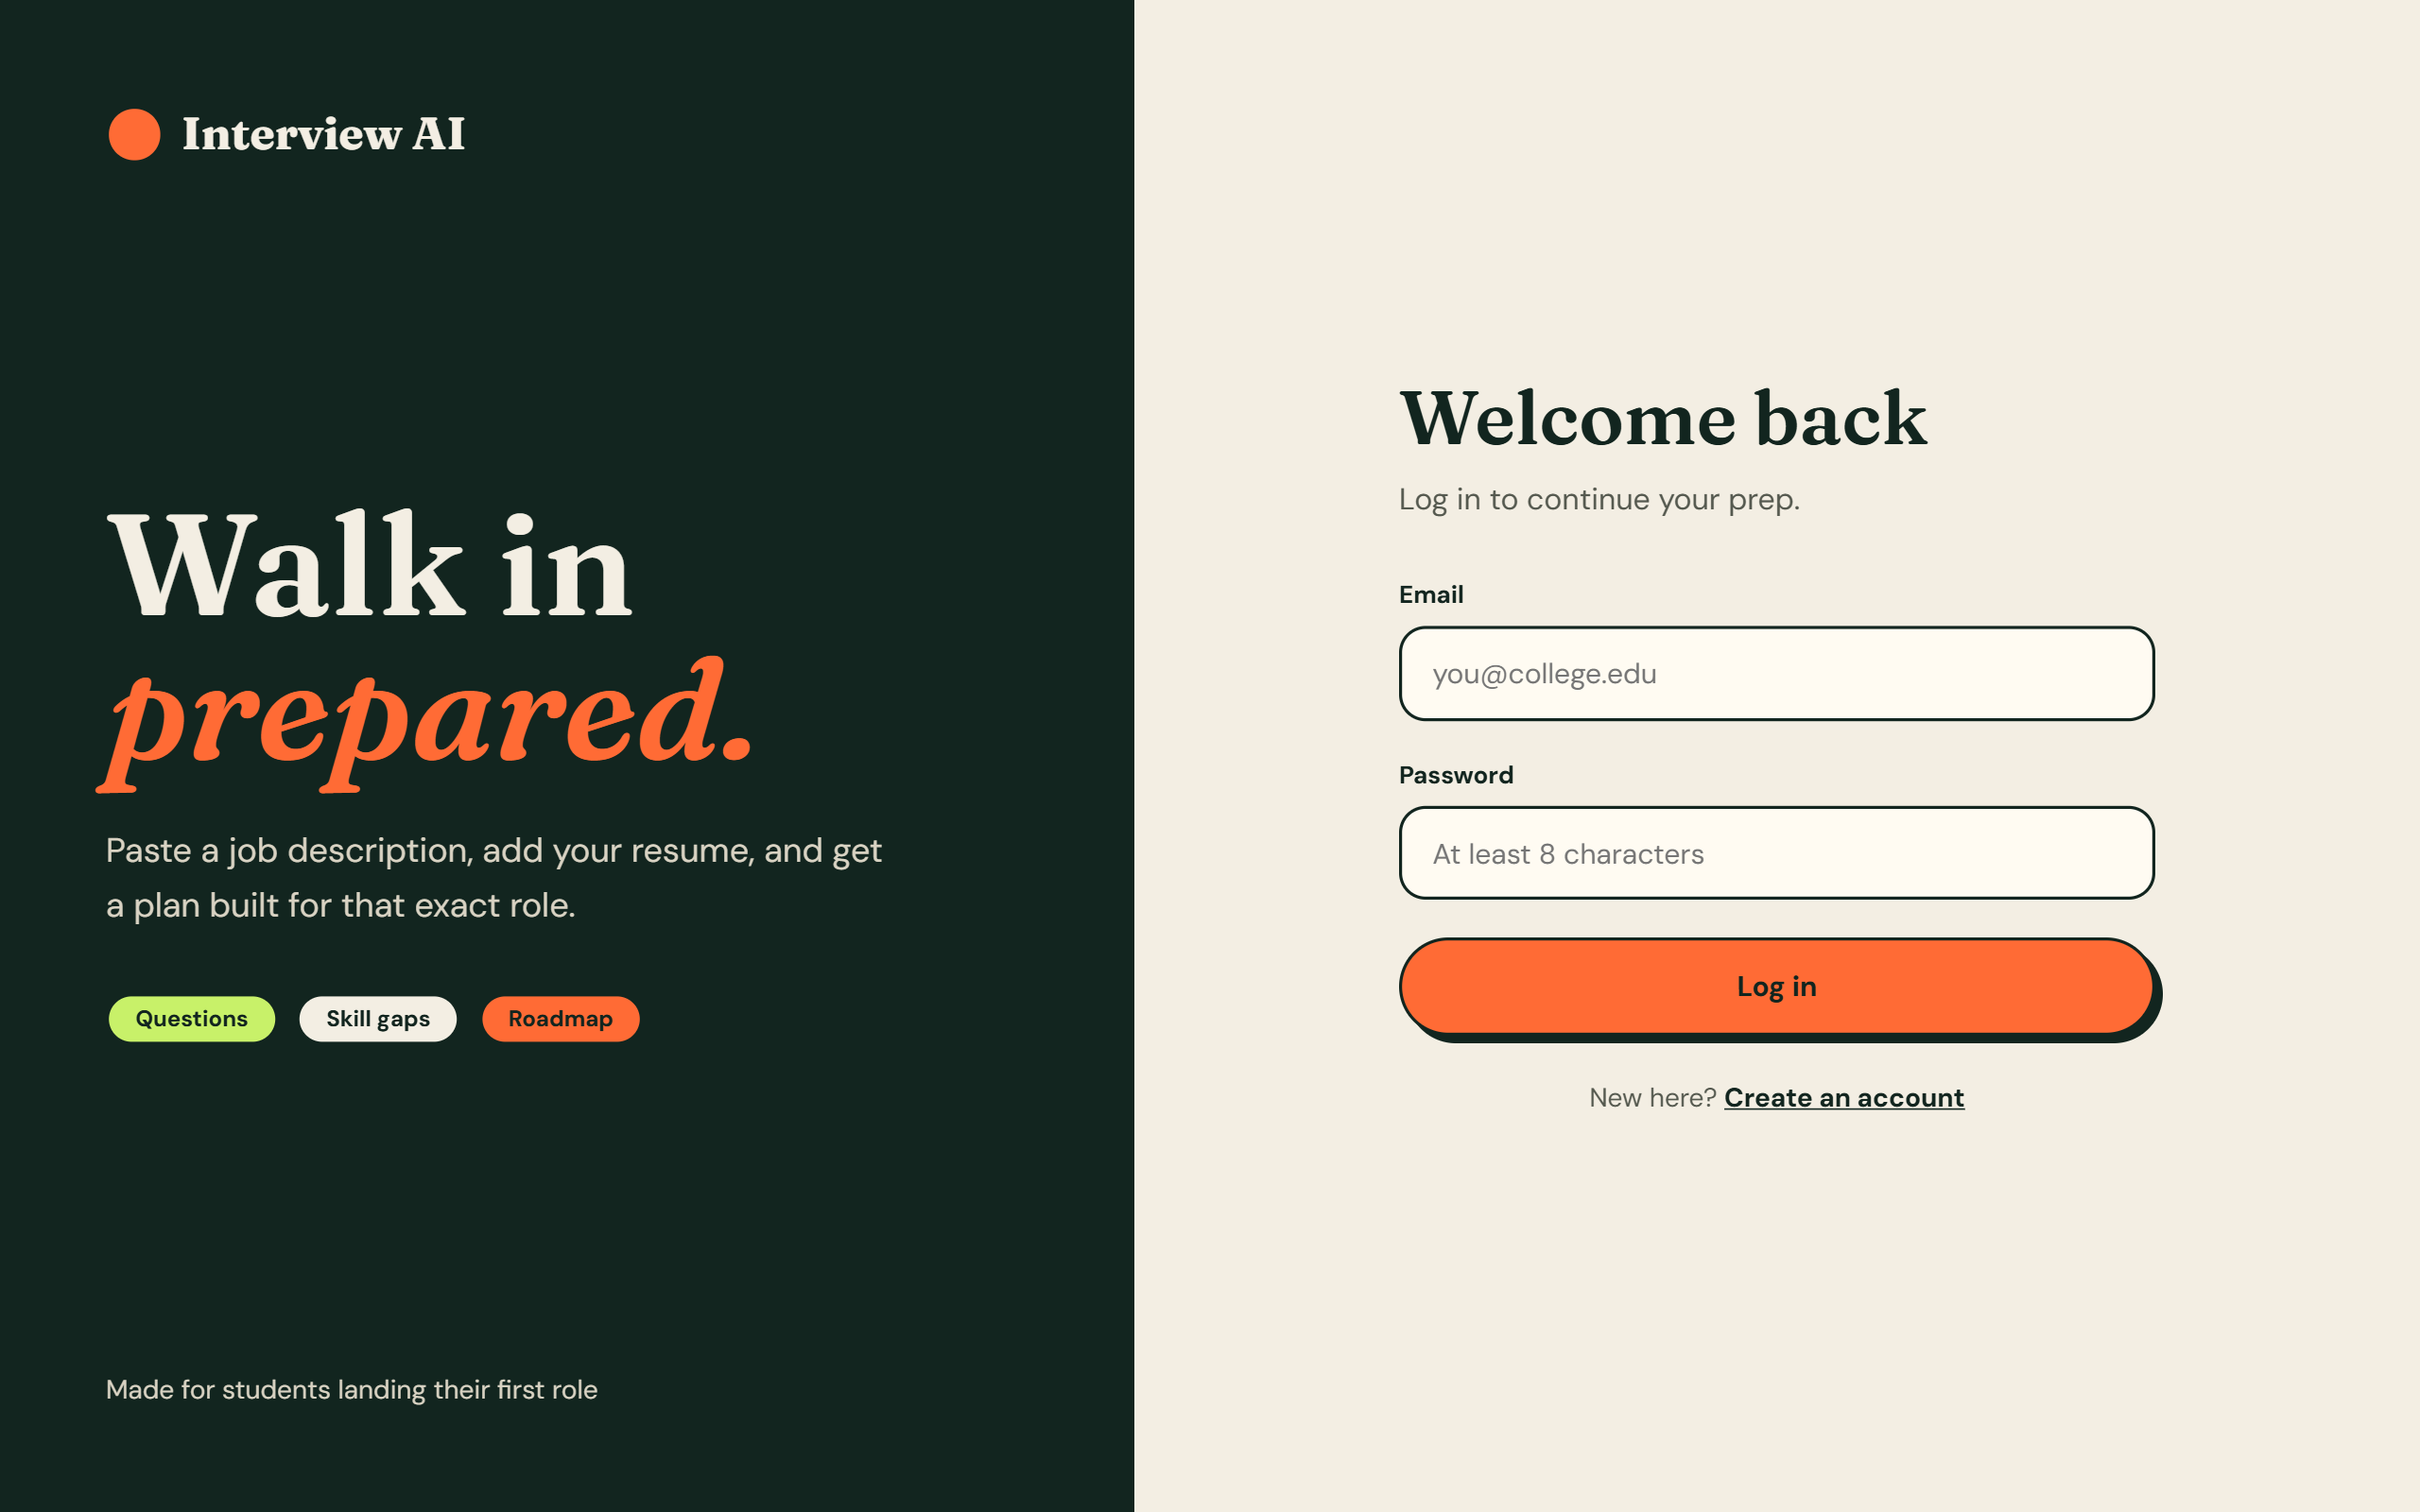 Interview AI
Walk in
prepared.
Paste a job description, add your resume, and get
a plan built for that exact role.
Questions
Skill gaps
Roadmap
Made for students landing their first role
Welcome back
Log in to continue your prep.
Email
you@college.edu
Password
At least 8 characters
Log in
New here? Create an account